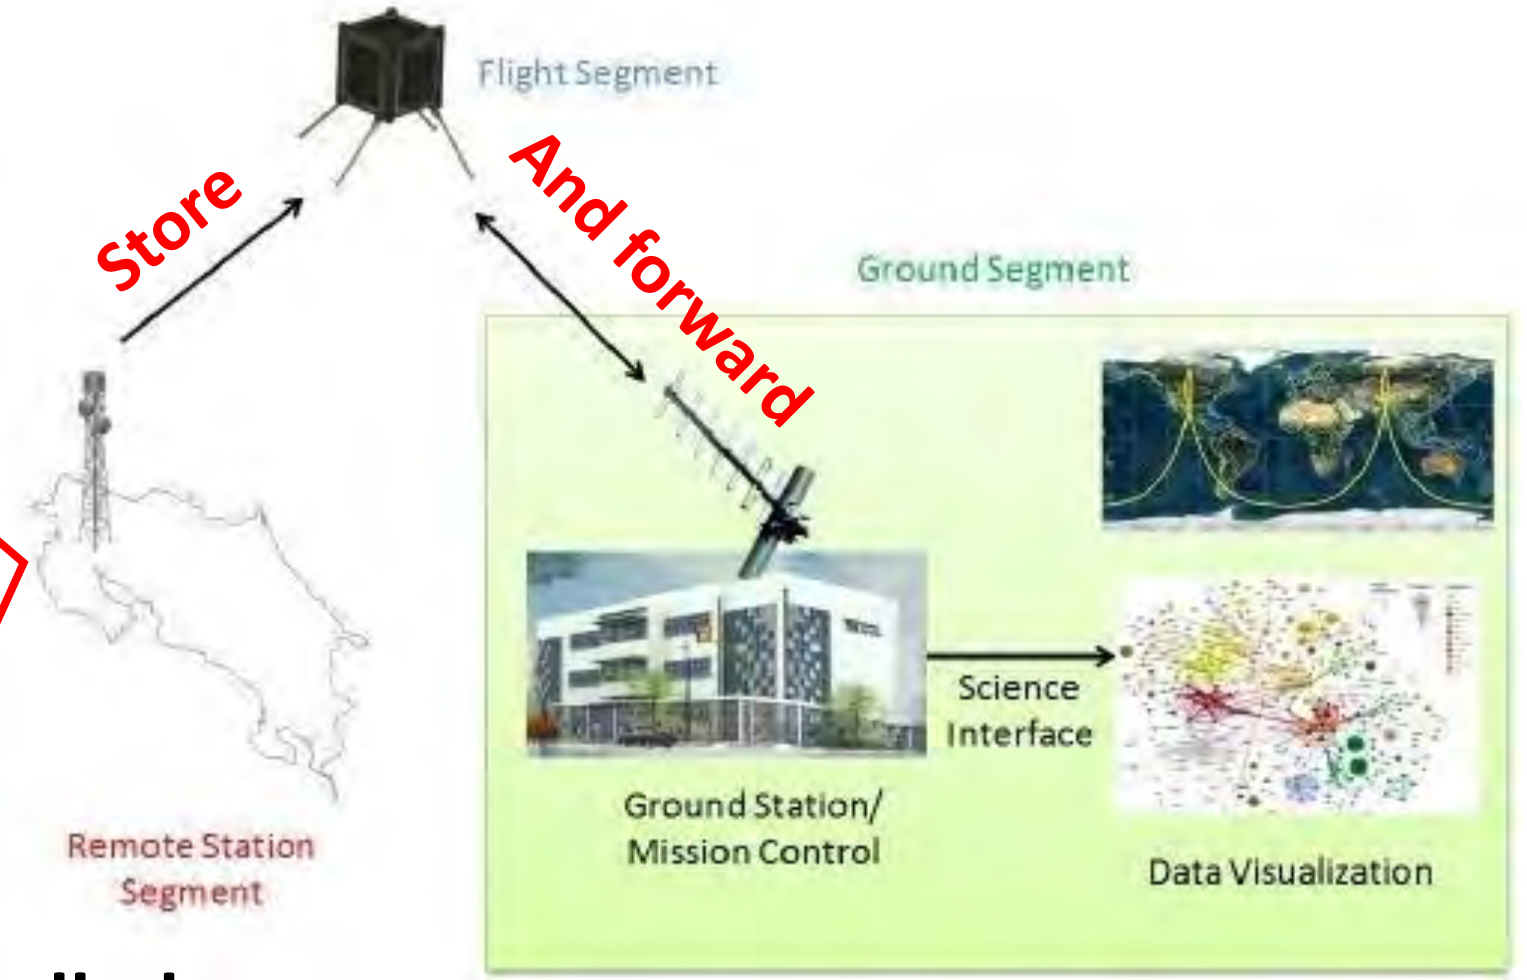 Flight Segment
Store
And forward
Ground Segment
Science
Interface
Ground Station/
Mission Control
Data Visualization
Remote Station
Segment